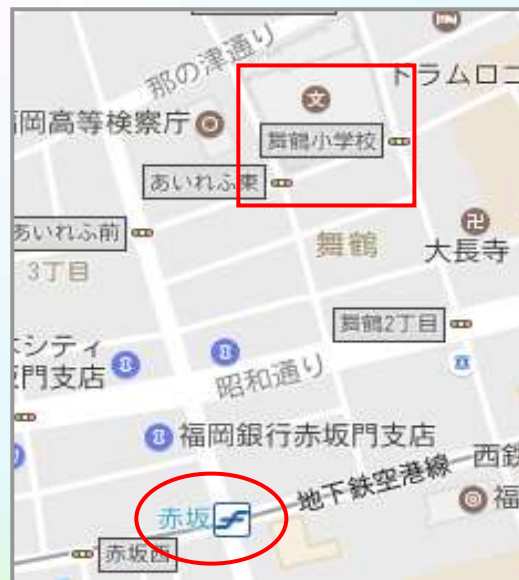 那の津通り
ドラムロコ
岡高等検察庁
文
舞鶴小学校
あいれふ東
あいれふ前
舞鶴
大長寺
3丁目
舞鶴2丁目
シティ
門支店
昭和通り
福岡銀行赤坂門支店
西鉄
地下鉄空港線
福
赤坂
赤坂西